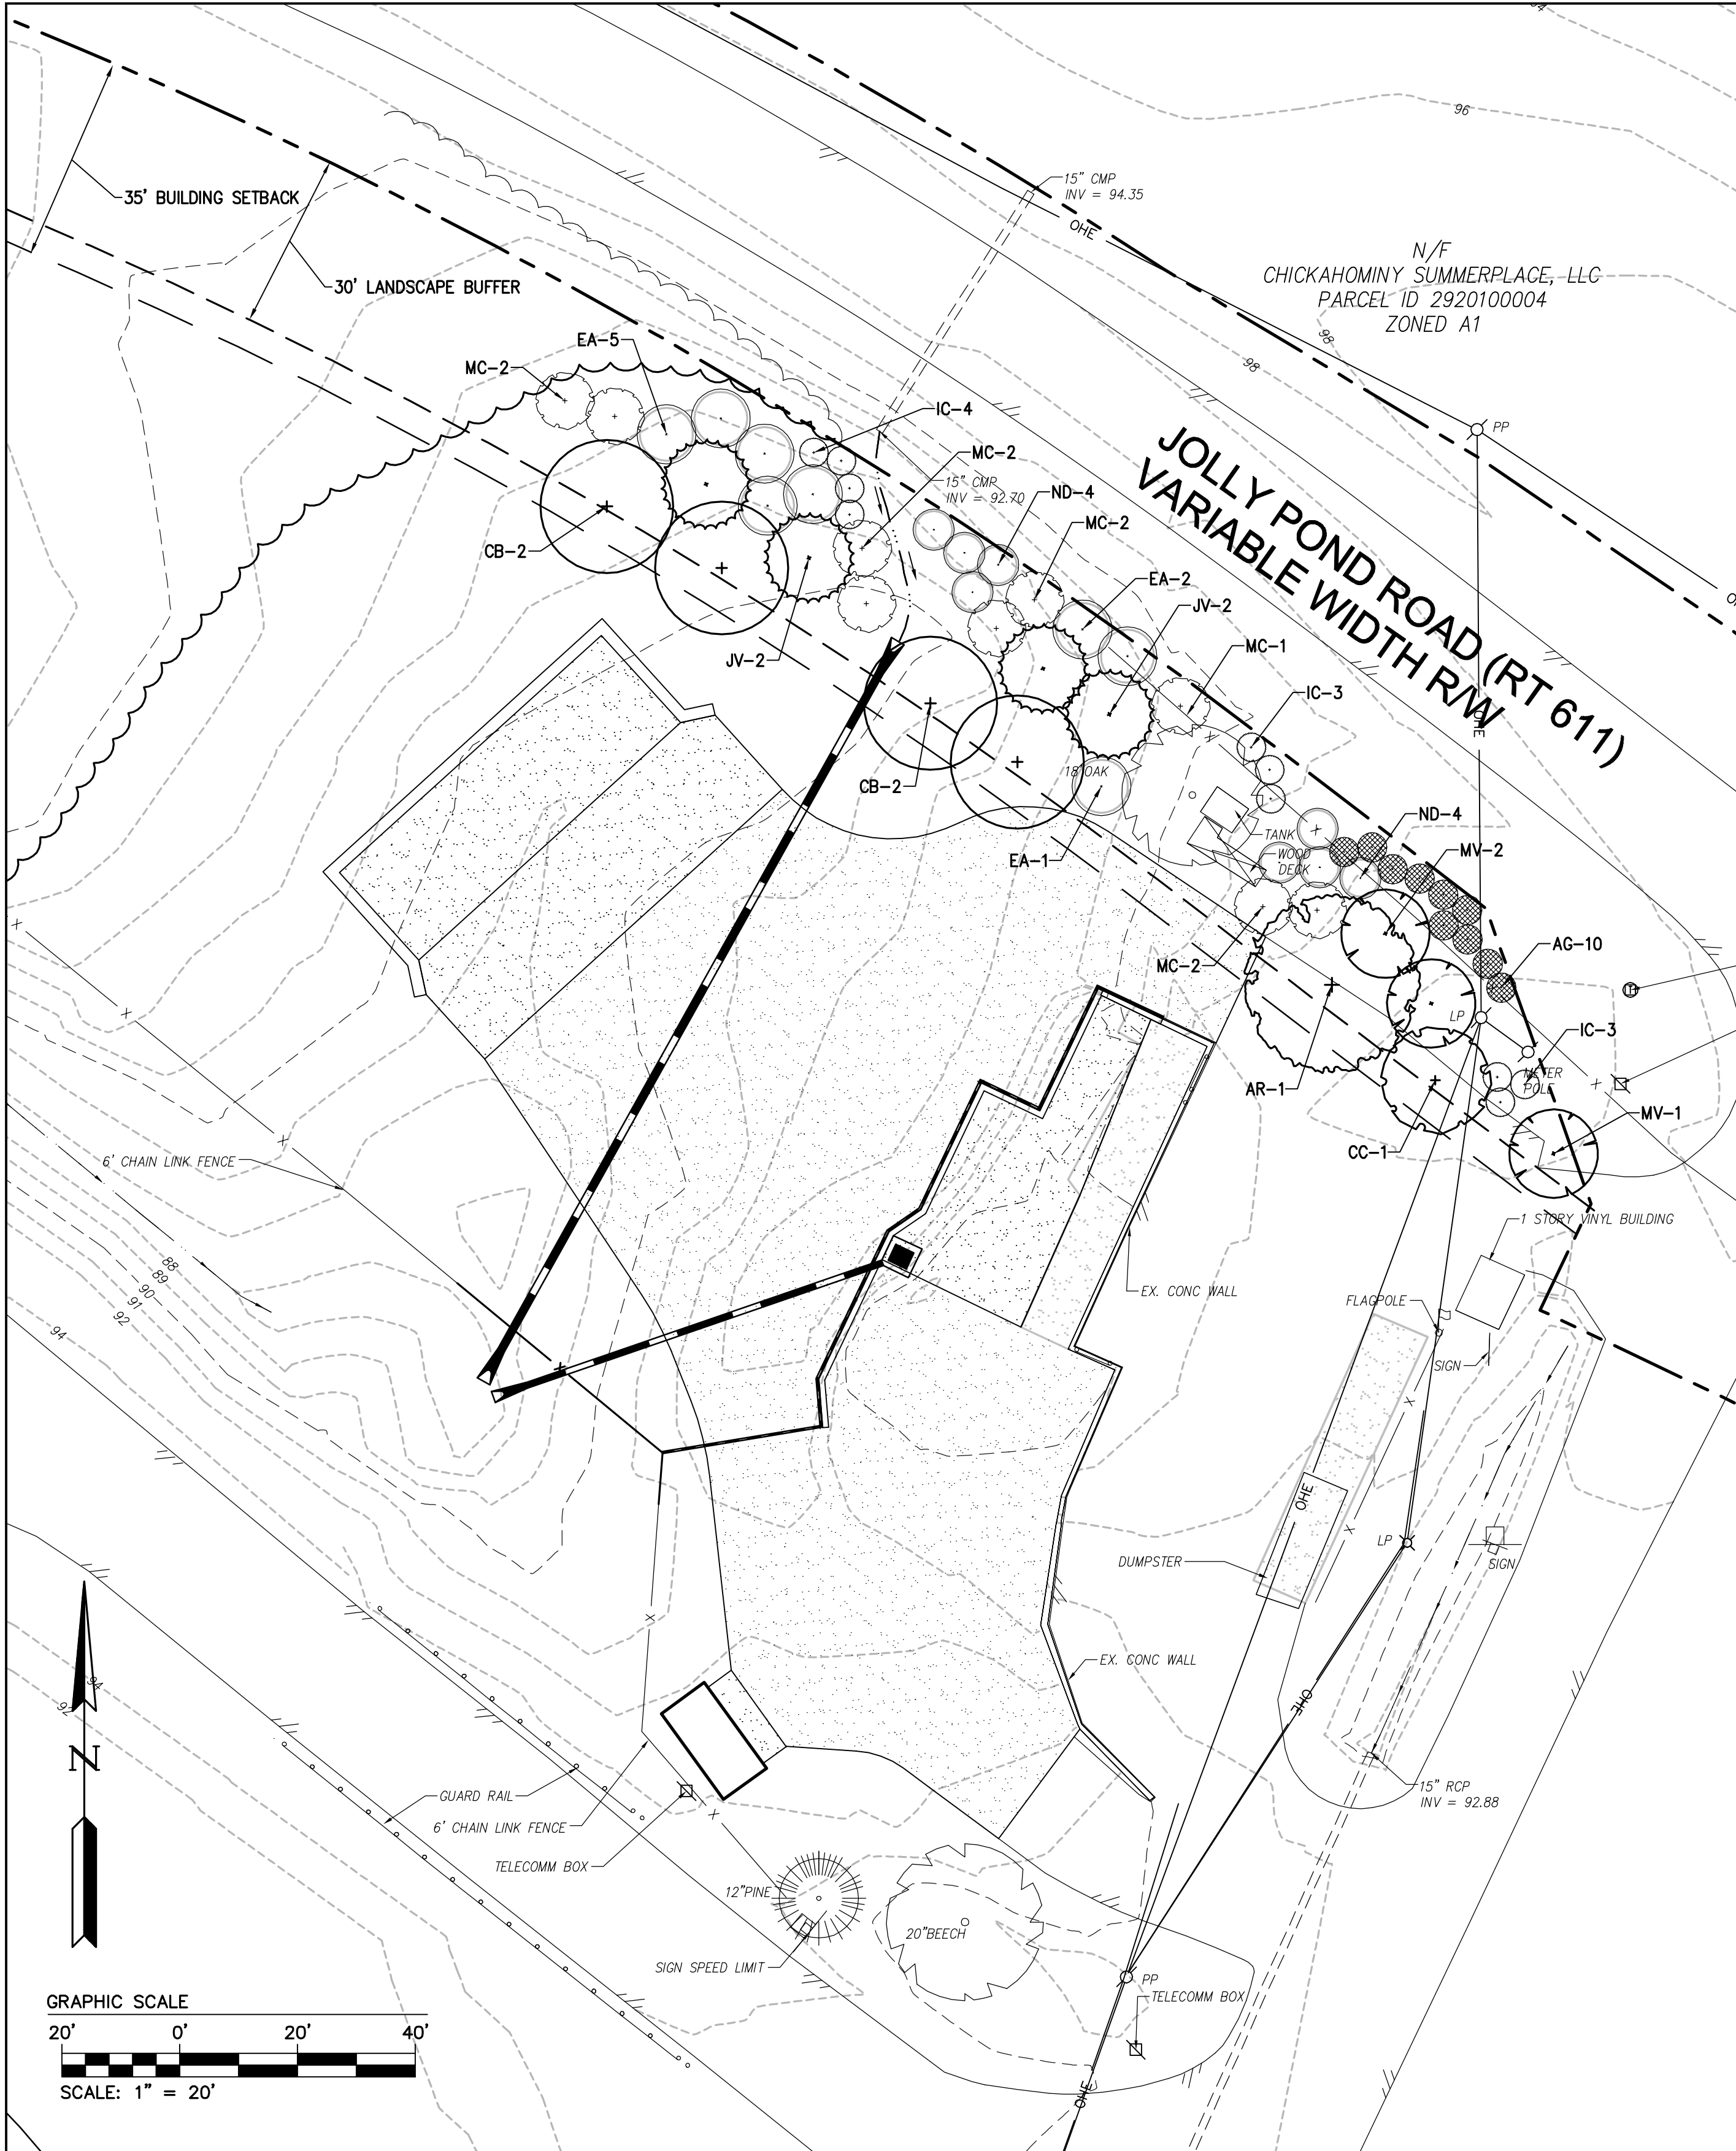 94
96
15" CMP
INV = 94.35
35' BUILDING SETBACK
OHE
N/F
CHICKAHOMINY SUMMERPLACE, LLC
PARCEL ID 2920100004
ZONED A1
30' LANDSCAPE BUFFER
98
98
EA-5
MC-2
IC-4
PP
JOLLY POND ROAD (RT 611)
VARIABLE WIDTH R/W
MC-2
15" CMP
INV = 92.70
ND-4
MC-2
CB-2
EA-2
JV-2
JV-2
MC-1
IC-3
OHE
18"OAK
CB-2
TANK
ND-4
EA-1
WOOD
DECK
MV-2
X
X
X
AG-10
MC-2
LP
IC-3
X
METER
POLE
X
AR-1
MV-1
X
CC-1
6' CHAIN LINK FENCE
1 STORY VINYL BUILDING
88
89
90
91
92
94
EX. CONC WALL
FLAGPOLE
SIGN
X
OHE
X
LP
DUMPSTER
SIGN
X
EX. CONC WALL
94
92
OHE
N
GUARD RAIL
15" RCP
INV = 92.88
6' CHAIN LINK FENCE
X
TELECOMM BOX
12"PINE
20"BEECH
SIGN SPEED LIMIT
PP
TELECOMM BOX
GRAPHIC SCALE
20' 0' 20' 40'
SCALE: 1" = 20'
OHE